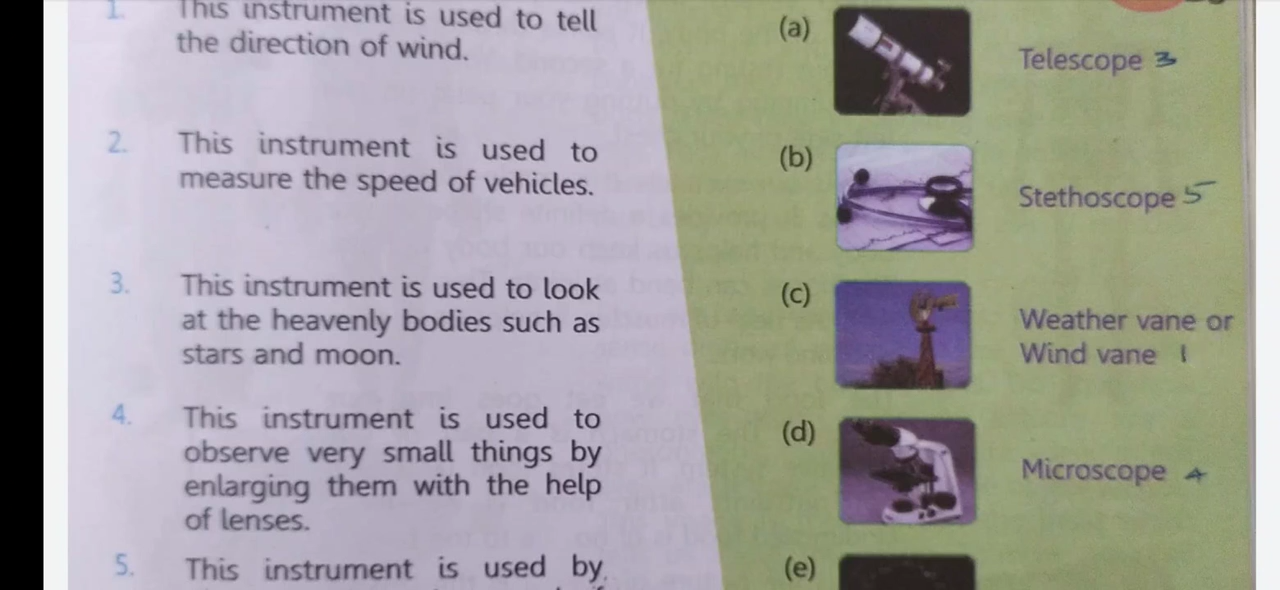 1. This instrument is used to tell
the direction of wind.
2. This instrument is used to
measure the speed of vehicles.
3. This instrument is used to look
at the heavenly bodies such as
stars and moon.
4. This instrument is used to
observe very small things by
enlarging them with the help
of lenses.
5. This instrument is used by
(a) Telescope 3
(b) Stethoscope 5
(c) Weather vane or
Wind vane 1
(d) Microscope 4
(e)